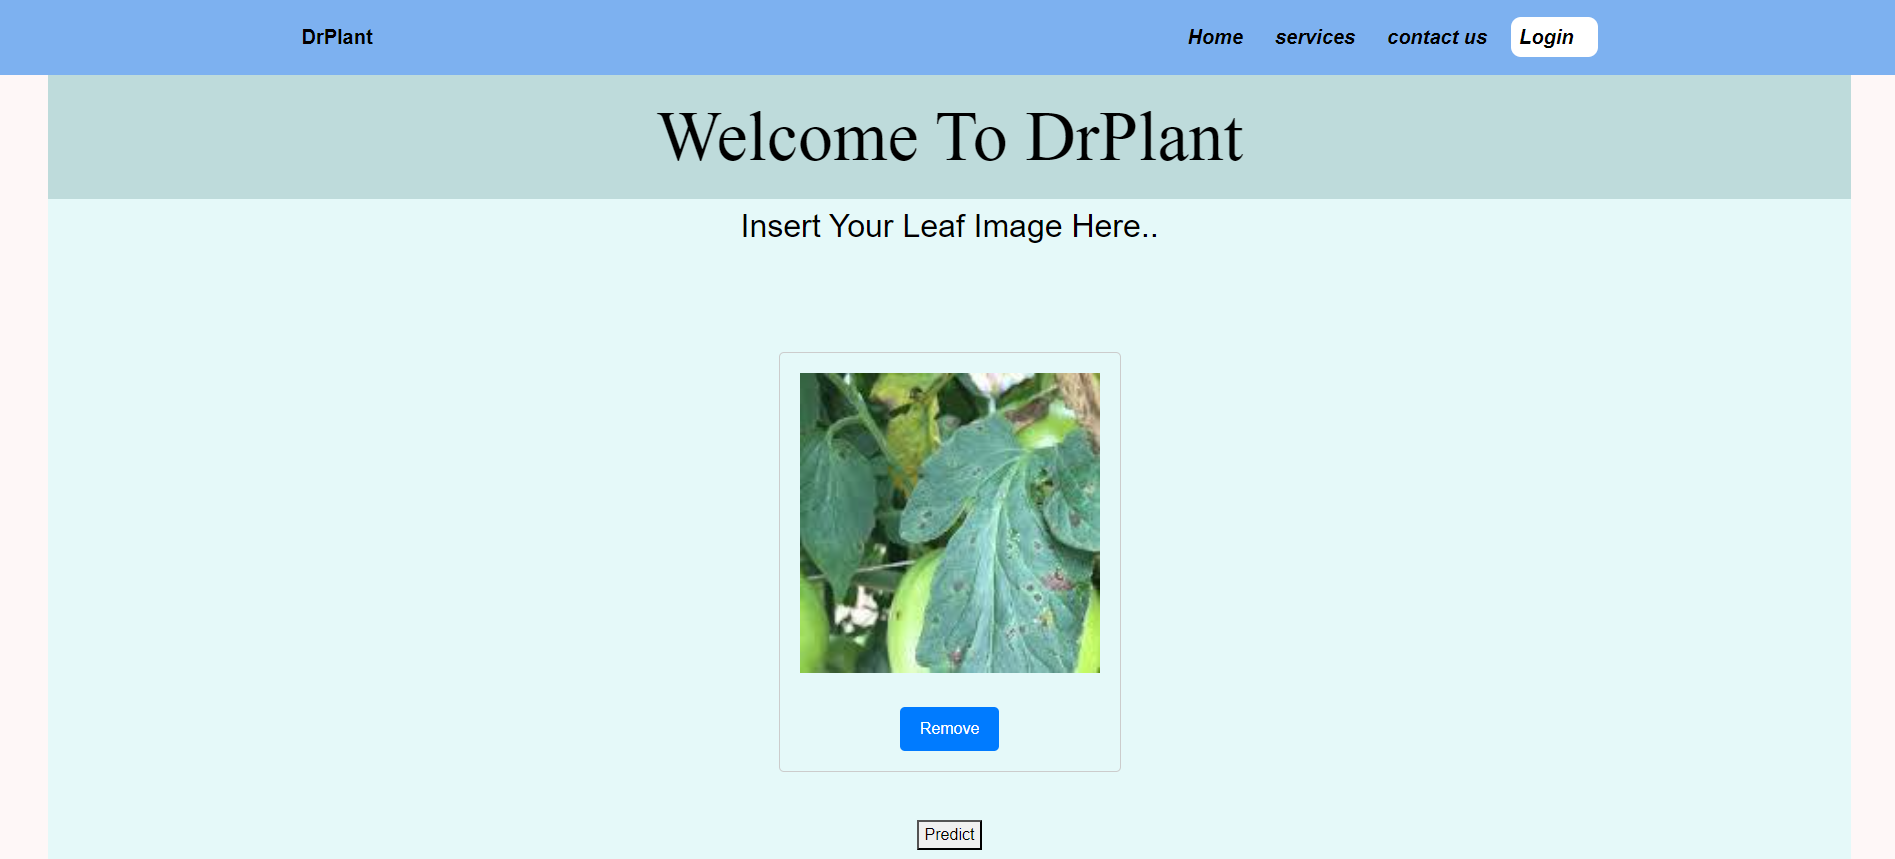 DrPlant
Home services contact us Login
Welcome To DrPlant
Insert Your Leaf Image Here..
Remove
Predict